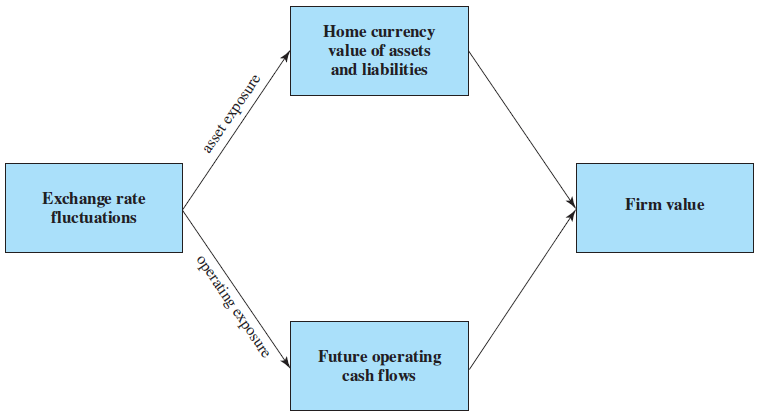 Home currency
value of assets
and liabilities
asset exposure
Exchange rate
fluctuations
Firm value
operating exposure
Future operating
cash flows